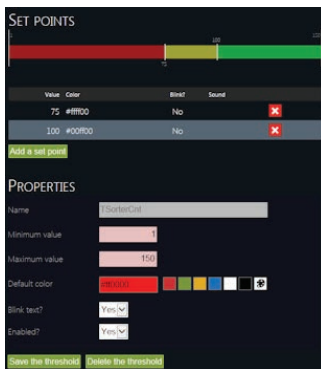 SET POINTS
100
75
Value Color Blink? Sound
75 #ffff00 No
100 #00ff00 No
Add a set point
PROPERTIES
Name TSorterCnt
Minimum value 1
Maximum value 150
Default color #ff0000
Blink text? Yes
Enabled? Yes
Save the threshold Delete the threshold